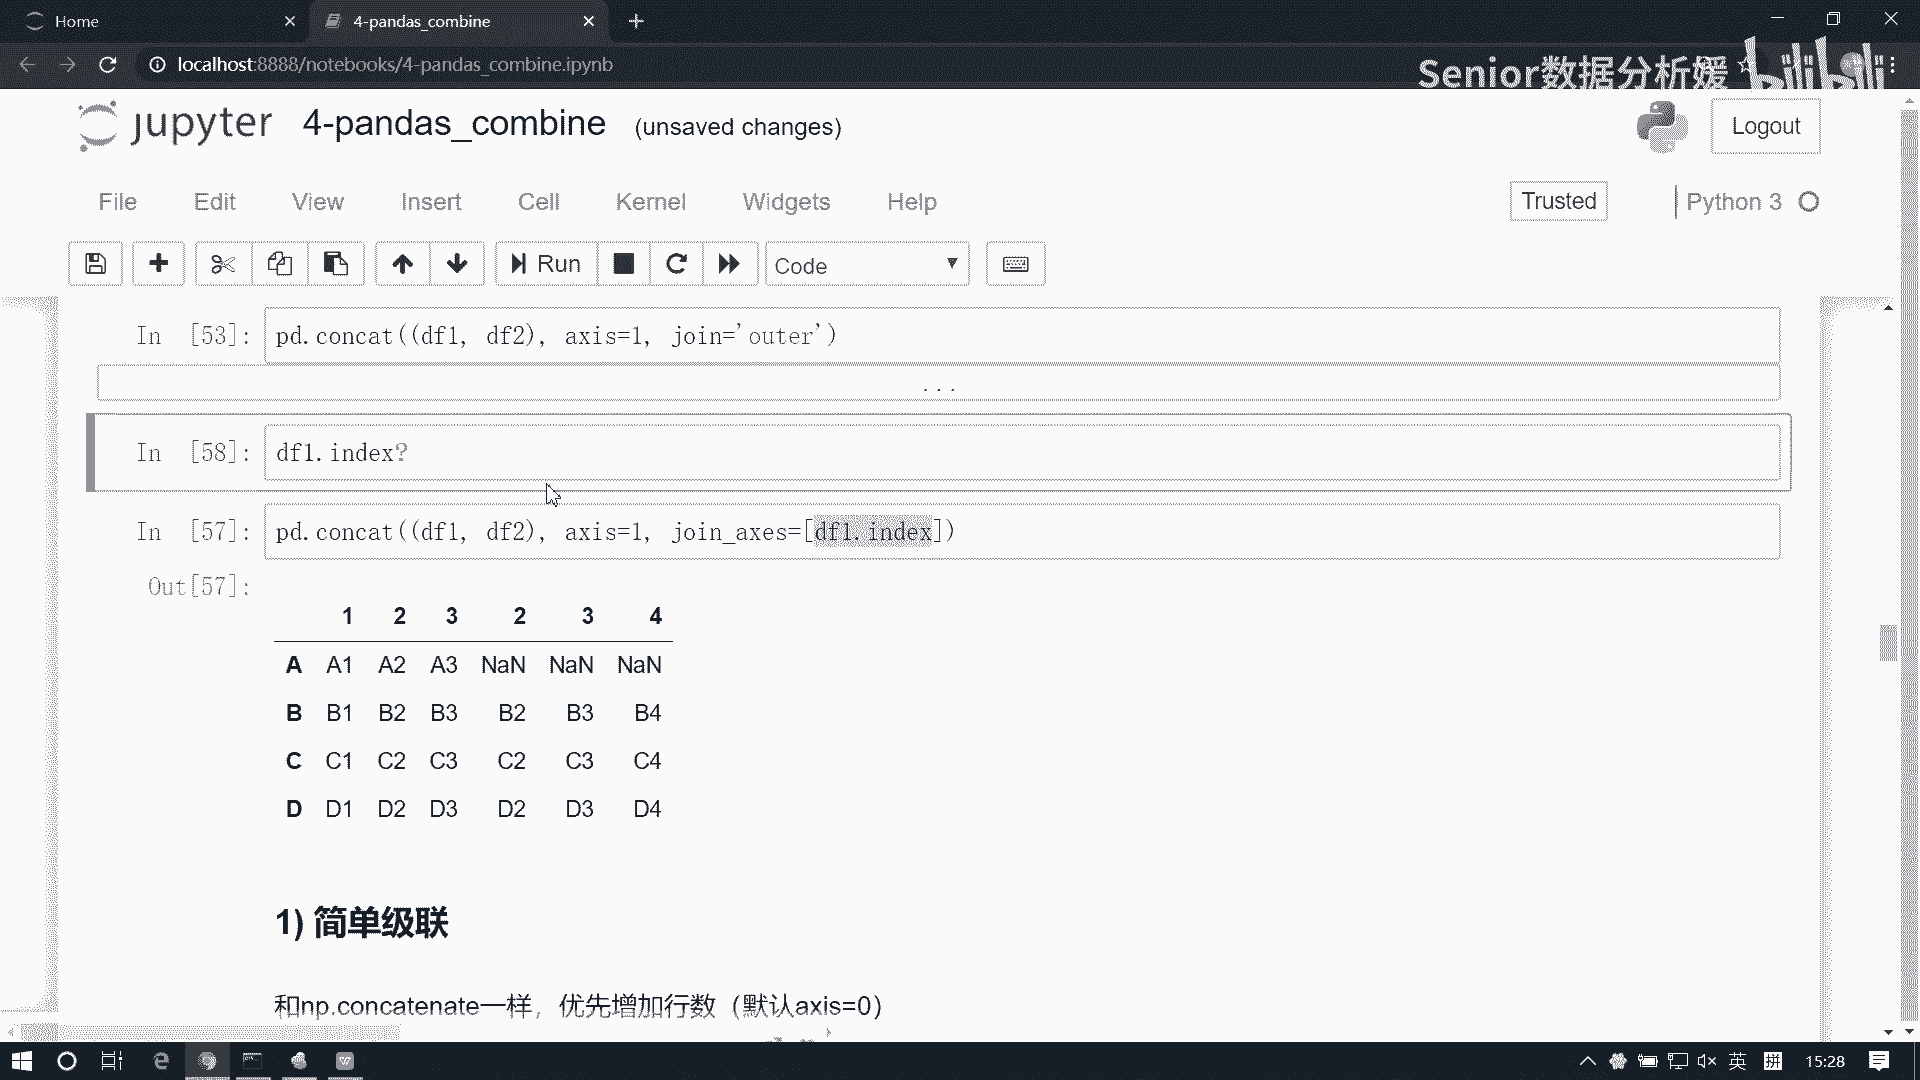 Home
4-pandas_combine
localhost:8888/notebooks/4-pandas_combine.ipynb
Senior数据分析媛 bilibili
jupyter 4-pandas_combine (unsaved changes)
Logout
File Edit View Insert Cell Kernel Widgets Help
Trusted
Python 3
Run
Code
In [53]: pd.concat((df1, df2), axis=1, join='outer')
...
In [58]: df1.index?
In [57]: pd.concat((df1, df2), axis=1, join_axes=[df1.index])
Out[57]:
1 2 3 2 3 4
A A1 A2 A3 NaN NaN NaN
B B1 B2 B3 B2 B3 B4
C C1 C2 C3 C2 C3 C4
D D1 D2 D3 D2 D3 D4
1) 简单级联
和np.concatenate一样，优先增加行数（默认axis=0）
英 拼 15:28